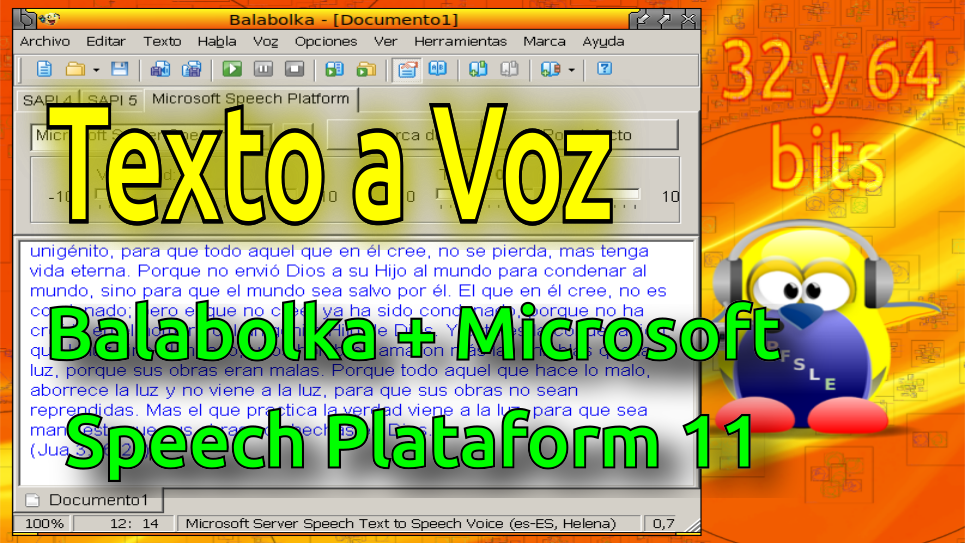 Balabolka - [Documento1]
Archivo Editar Texto Habla Voz Opciones Ver Herramientas Marca Ayuda
SAPI 4 SAPI 5 Microsoft Speech Platform
32 y 64
bits
Texto a Voz
-10 10 0 10
unigénito, para que todo aquel que en él cree, no se pierda, mas tenga
vida eterna. Porque no envió Dios a su Hijo al mundo para condenar al
mundo, sino para que el mundo sea salvo por él. El que en él cree, no es
Balabolka + Microsoft
luz, porque sus obras eran malas. Porque todo aquel que hace lo malo,
aborrece la luz y no viene a la luz, para que sus obras no sean
reprendidas. Mas el que practica la verdad viene a la luz, para que sea
Speech Plataform 11
PFSLE
Documento1
100% 12: 14 Microsoft Server Speech Text to Speech Voice (es-ES, Helena) 0,7